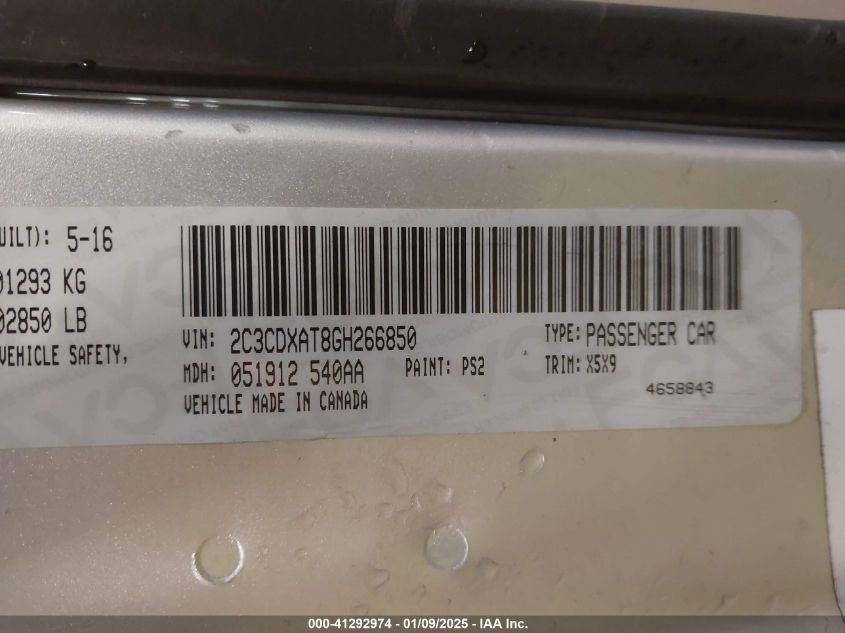 UILT): 5-16
01293 KG
02850 LB
VEHICLE SAFETY,
VIN: 2C3CDXAT8GH266850
TYPE: PASSENGER CAR
MDH: 051912 540AA
PAINT: PS2
TRIM: X5X9
VEHICLE MADE IN CANADA
4658843
000-41292974 - 01/09/2025 - IAA Inc.